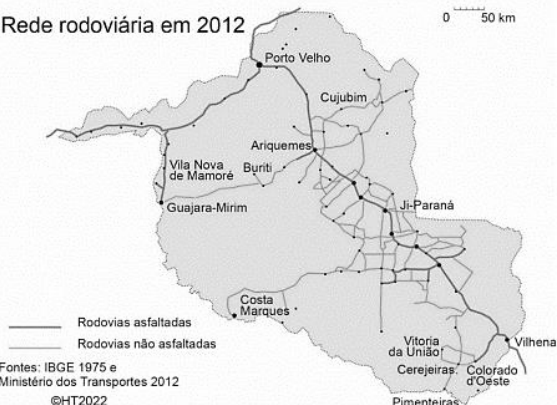 Rede rodoviária em 2012
0 50 km
Porto Velho
Cujubim
Ariquemes
Vila Nova
de Mamoré
Buriti
Guajara-Mirim
Ji-Paraná
Costa
Marques
Rodovias asfaltadas
Rodovias não asfaltadas
Vitoria
da União
Vilhena
Cerejeiras
Colorado
d'Oeste
Pimenteiras
Fontes: IBGE 1975 e
Ministério dos Transportes 2012
©HT2022